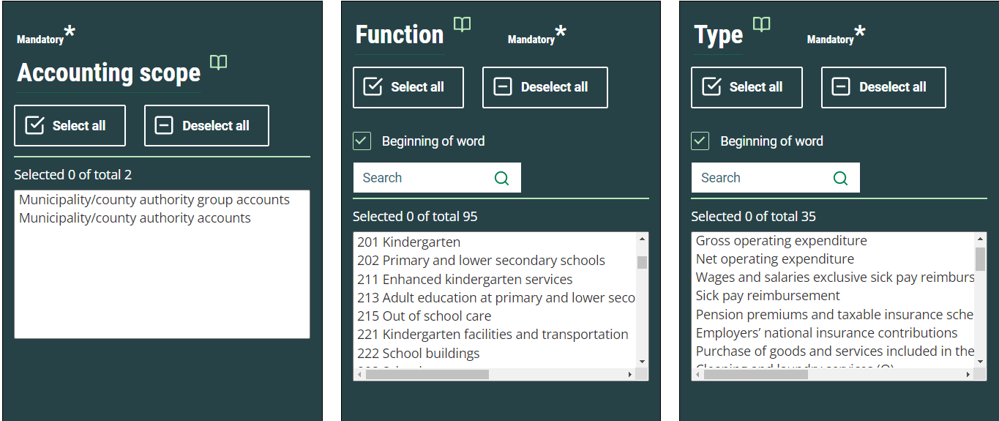 Mandatory*
Accounting scope
Select all
Deselect all
Selected 0 of total 2
Municipality/county authority group accounts
Municipality/county authority accounts
Function
Mandatory*
Select all
Deselect all
Beginning of word
Search
Selected 0 of total 95
201 Kindergarten
202 Primary and lower secondary schools
211 Enhanced kindergarten services
213 Adult education at primary and lower seco
215 Out of school care
221 Kindergarten facilities and transportation
222 School buildings
Type
Mandatory*
Select all
Deselect all
Beginning of word
Search
Selected 0 of total 35
Gross operating expenditure
Net operating expenditure
Wages and salaries exclusive sick pay reimburs
Sick pay reimbursement
Pension premiums and taxable insurance sche
Employers’ national insurance contributions
Purchase of goods and services included in the
Cleaning and laundry services (O)